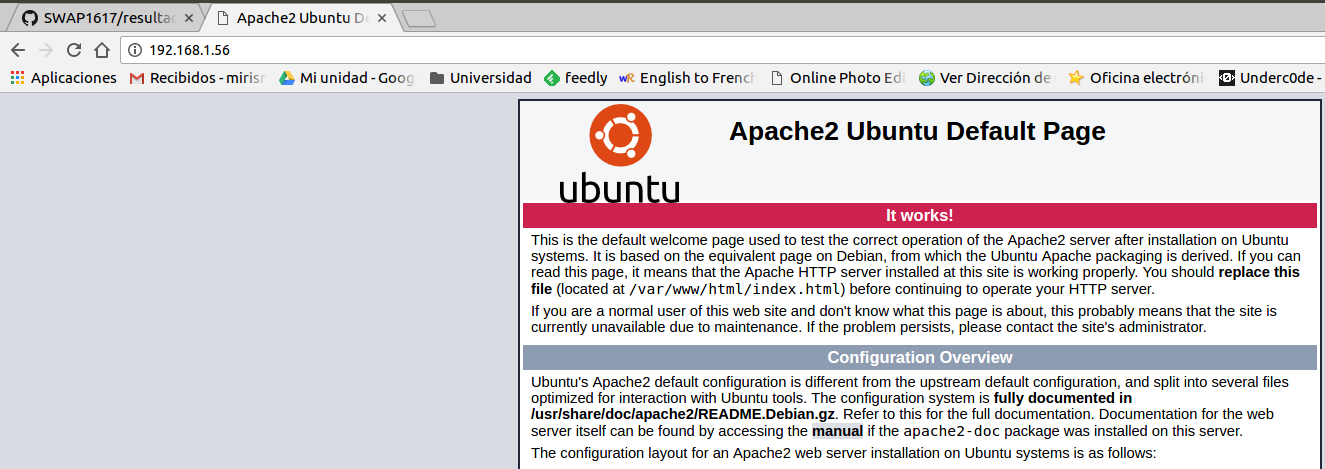 SWAP1617/resultad
Apache2 Ubuntu De
192.168.1.56
Aplicaciones Recibidos - mirism Mi unidad - Goog Universidad feedly wR English to French Online Photo Edi Ver Dirección de Oficina electróni Underc0de -
ubuntu
Apache2 Ubuntu Default Page
It works!
This is the default welcome page used to test the correct operation of the Apache2 server after installation on Ubuntu
systems. It is based on the equivalent page on Debian, from which the Ubuntu Apache packaging is derived. If you can
read this page, it means that the Apache HTTP server installed at this site is working properly. You should replace this
file (located at /var/www/html/index.html) before continuing to operate your HTTP server.
If you are a normal user of this web site and don't know what this page is about, this probably means that the site is
currently unavailable due to maintenance. If the problem persists, please contact the site's administrator.
Configuration Overview
Ubuntu's Apache2 default configuration is different from the upstream default configuration, and split into several files
optimized for interaction with Ubuntu tools. The configuration system is fully documented in
/usr/share/doc/apache2/README.Debian.gz. Refer to this for the full documentation. Documentation for the web
server itself can be found by accessing the manual if the apache2-doc package was installed on this server.
The configuration layout for an Apache2 web server installation on Ubuntu systems is as follows: